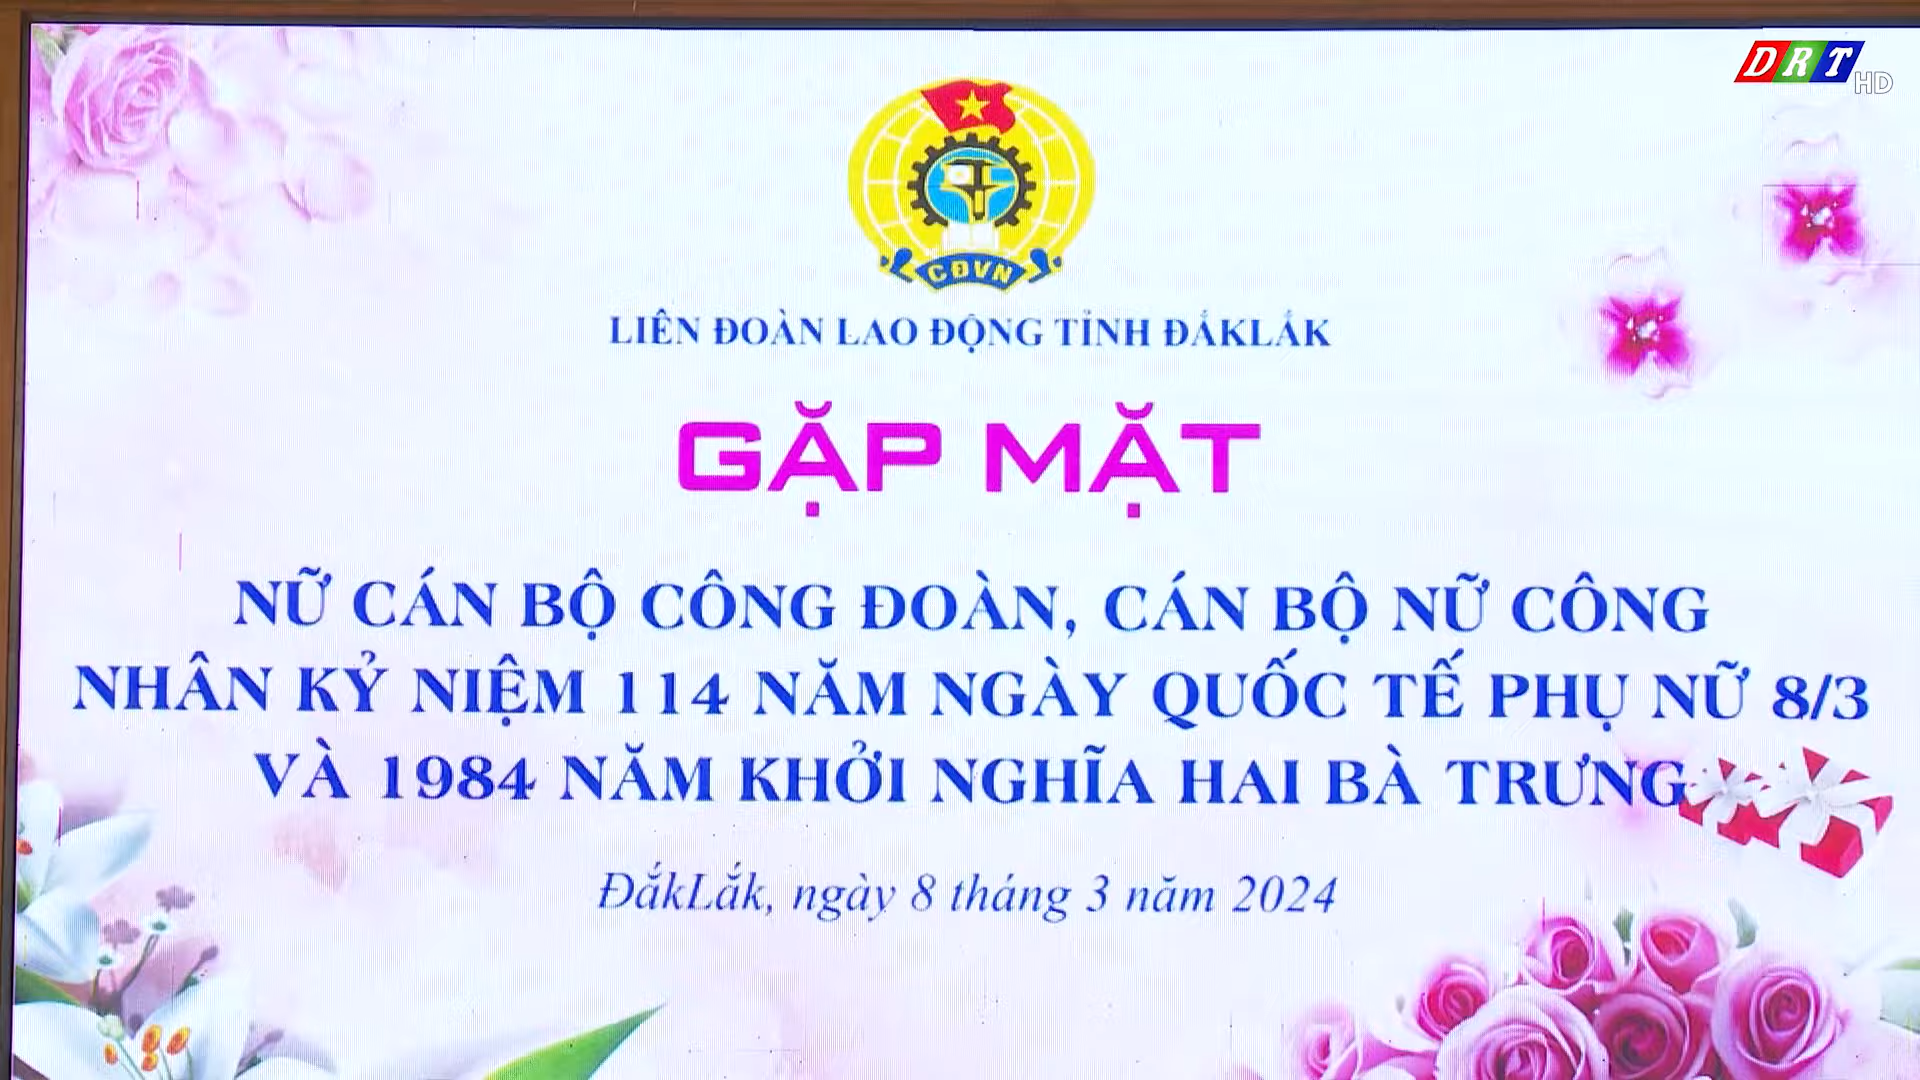 DRT HD
CĐVN
LIÊN ĐOÀN LAO ĐỘNG TỈNH ĐẮKLẮK
GẶP MẶT
NỮ CÁN BỘ CÔNG ĐOÀN, CÁN BỘ NỮ CÔNG
NHÂN KỶ NIỆM 114 NĂM NGÀY QUỐC TẾ PHỤ NỮ 8/3
VÀ 1984 NĂM KHỞI NGHĨA HAI BÀ TRƯNG
ĐắkLắk, ngày 8 tháng 3 năm 2024